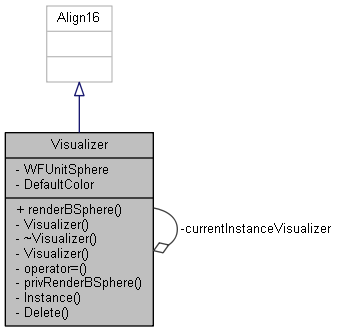 Align16
Visualizer
- WFUnitSphere
- DefaultColor
+ renderBSphere()
- Visualizer()
- ~Visualizer()
- Visualizer()
- operator=()
- privRenderBSphere()
- Instance()
- Delete()
-currentInstanceVisualizer